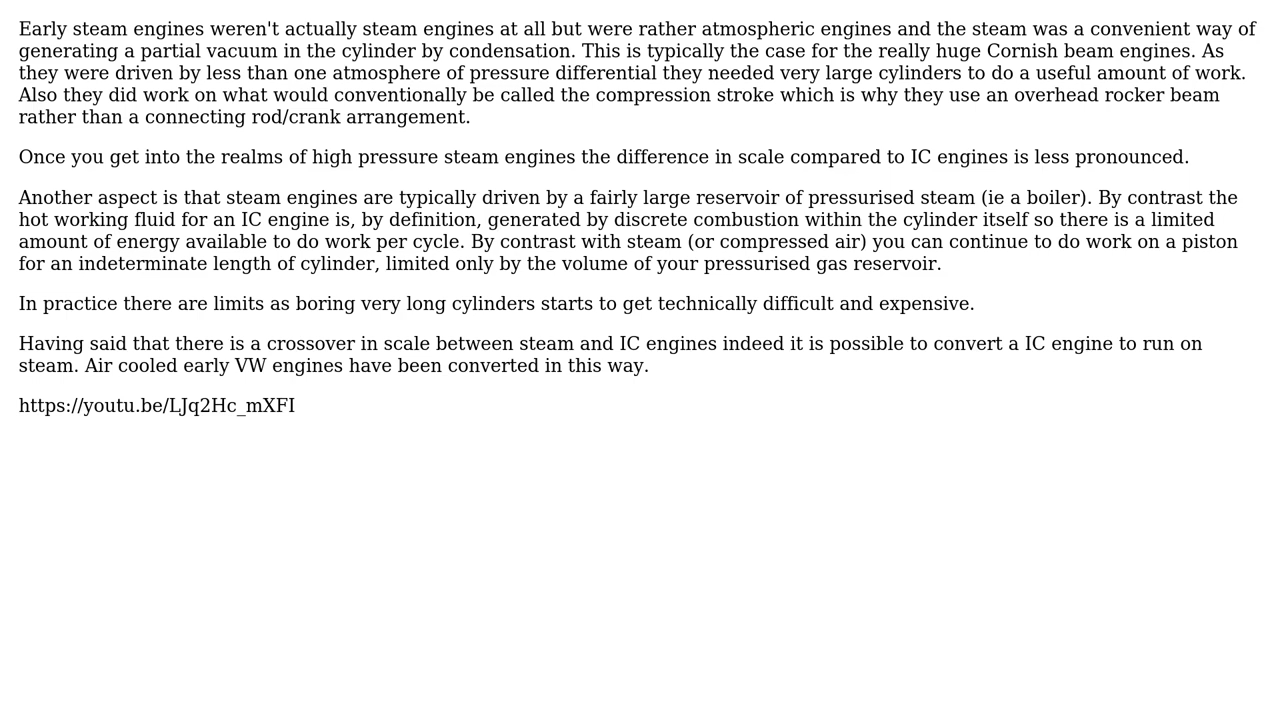 Early steam engines weren't actually steam engines at all but were rather atmospheric engines and the steam was a convenient way of
generating a partial vacuum in the cylinder by condensation. This is typically the case for the really huge Cornish beam engines. As
they were driven by less than one atmosphere of pressure differential they needed very large cylinders to do a useful amount of work.
Also they did work on what would conventionally be called the compression stroke which is why they use an overhead rocker beam
rather than a connecting rod/crank arrangement.
Once you get into the realms of high pressure steam engines the difference in scale compared to IC engines is less pronounced.
Another aspect is that steam engines are typically driven by a fairly large reservoir of pressurised steam (ie a boiler). By contrast the
hot working fluid for an IC engine is, by definition, generated by discrete combustion within the cylinder itself so there is a limited
amount of energy available to do work per cycle. By contrast with steam (or compressed air) you can continue to do work on a piston
for an indeterminate length of cylinder, limited only by the volume of your pressurised gas reservoir.
In practice there are limits as boring very long cylinders starts to get technically difficult and expensive.
Having said that there is a crossover in scale between steam and IC engines indeed it is possible to convert a IC engine to run on
steam. Air cooled early VW engines have been converted in this way.
https://youtu.be/LJq2Hc_mXFI